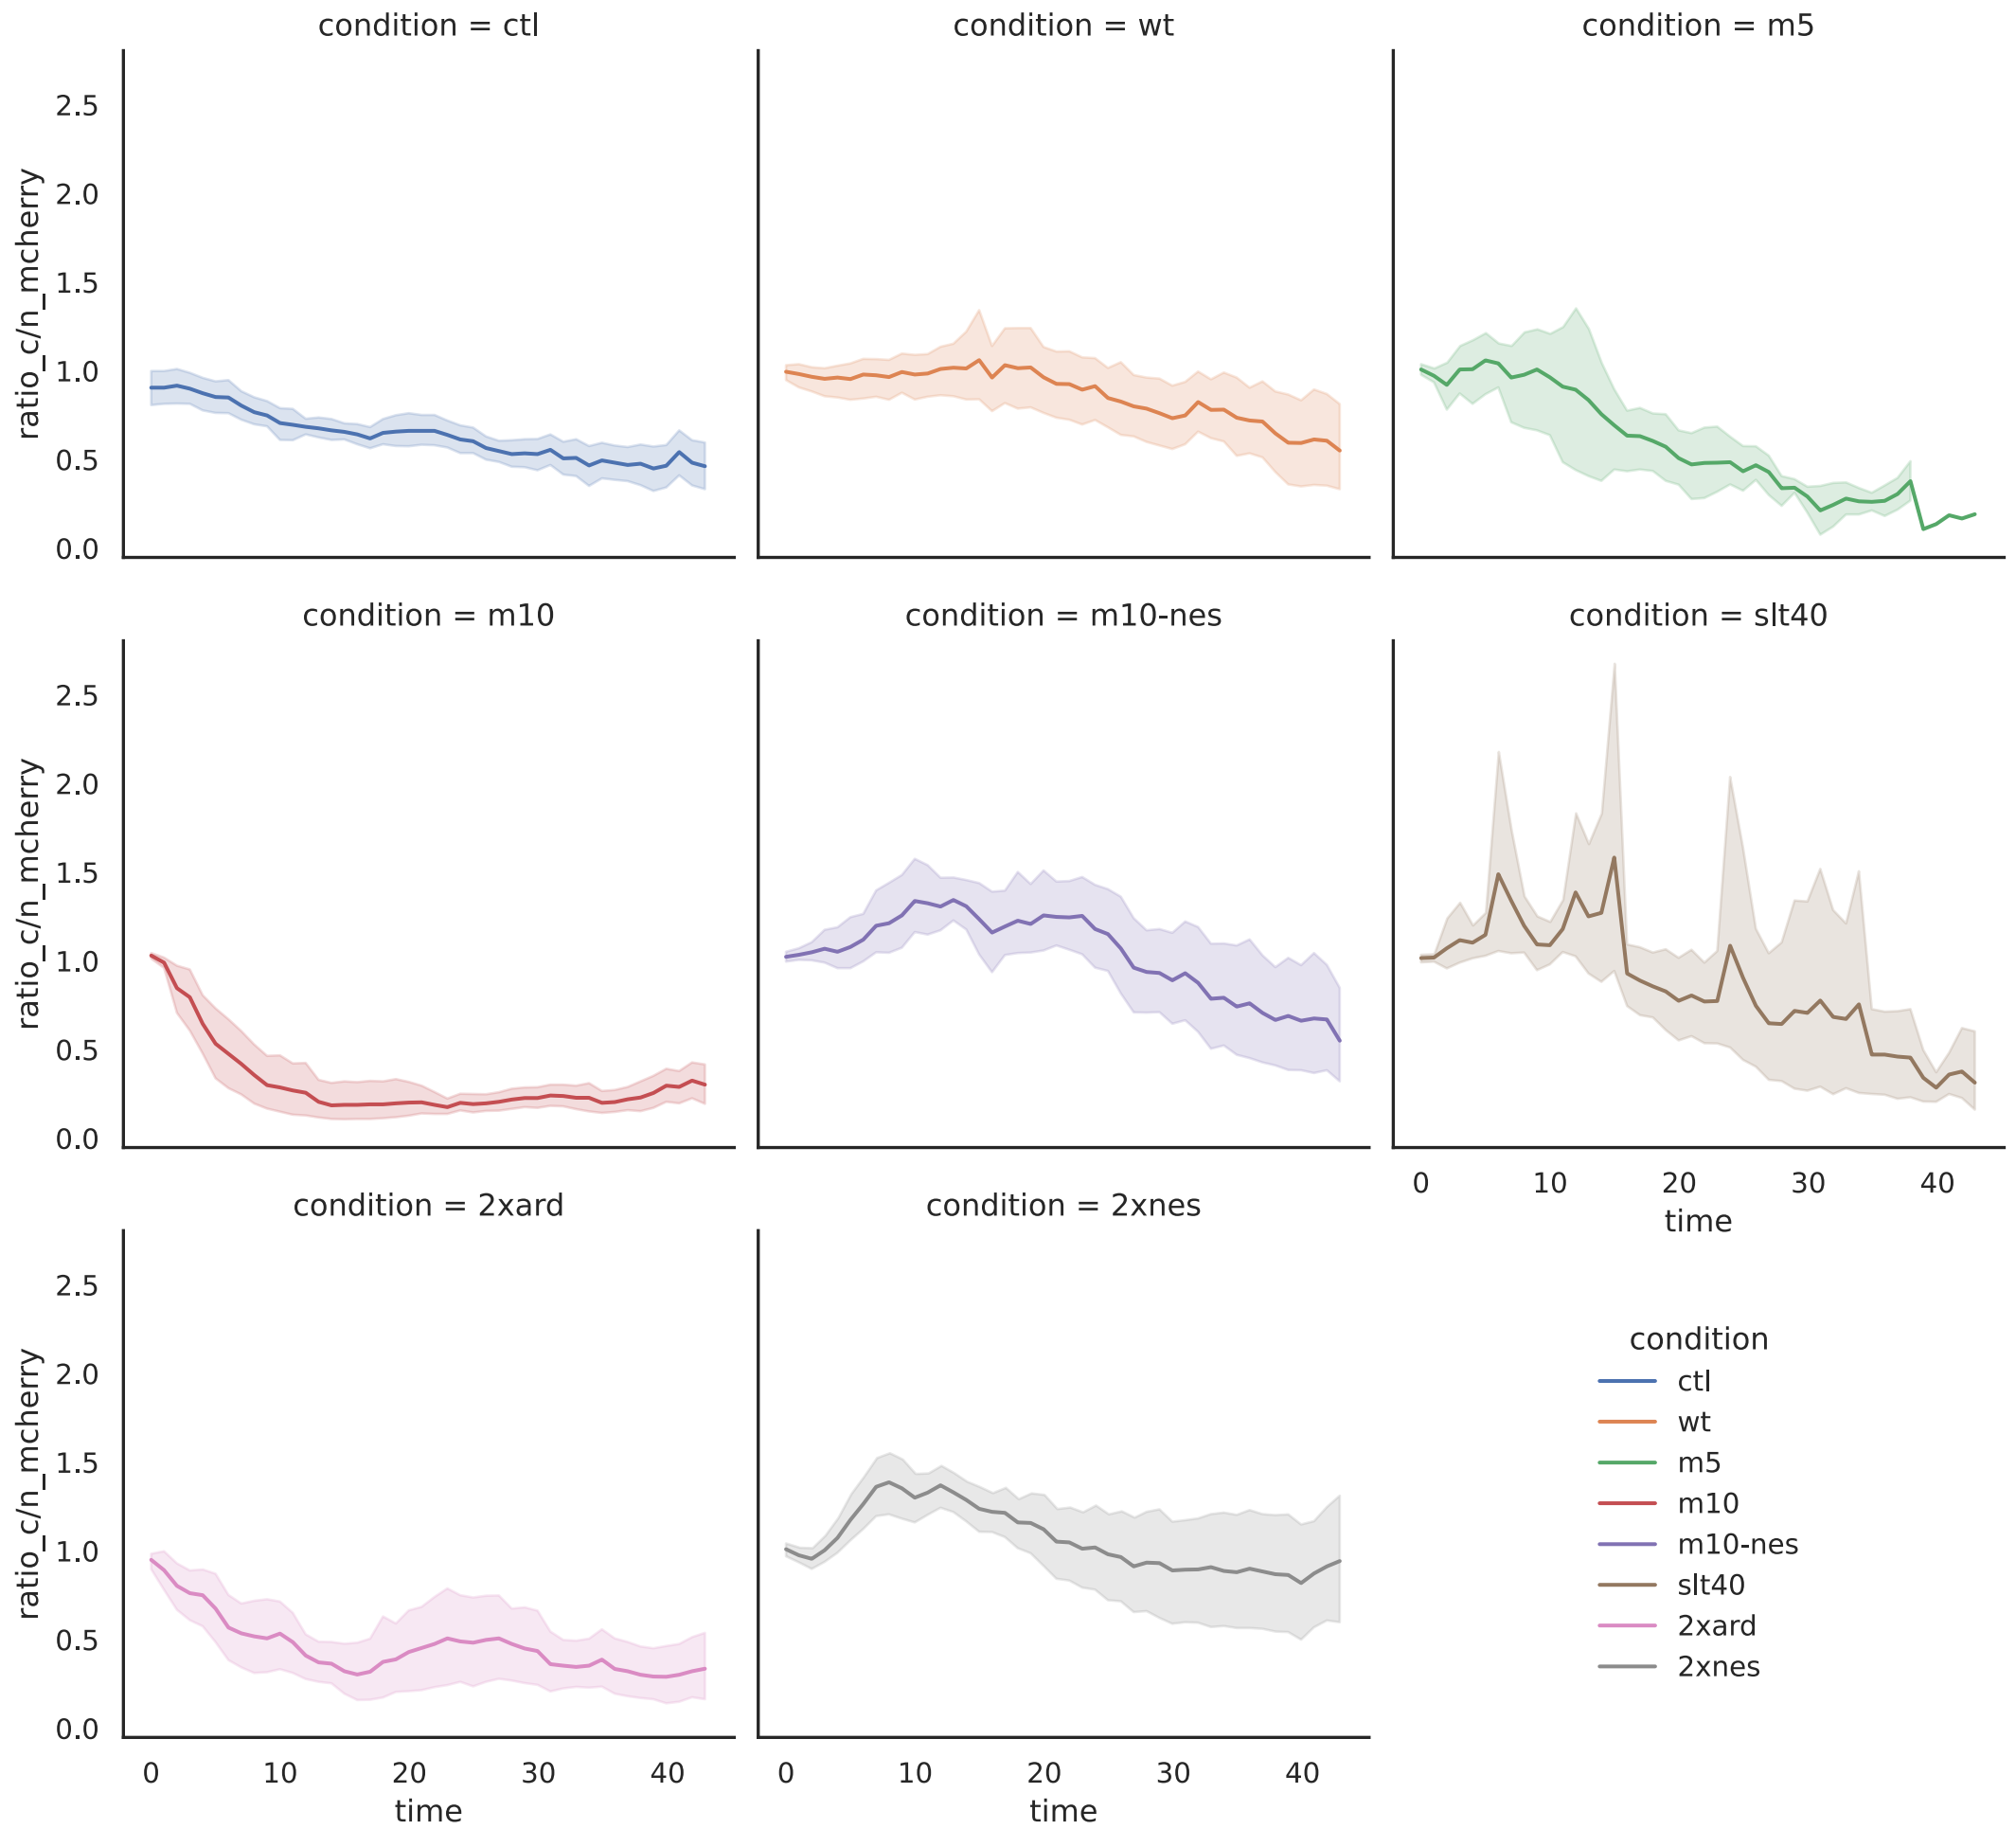 condition = ctl
condition = wt
condition = m5
2.5
2.0
1.5
1.0
0.5
0.0
ratio_c/n_mcherry
condition = m10
condition = m10-nes
condition = slt40
2.5
2.0
1.5
1.0
0.5
0.0
ratio_c/n_mcherry
0 10 20 30 40
time
condition = 2xard
condition = 2xnes
2.5
2.0
1.5
1.0
0.5
0.0
ratio_c/n_mcherry
0 10 20 30 40
time
0 10 20 30 40
time
condition
ctl
wt
m5
m10
m10-nes
slt40
2xard
2xnes